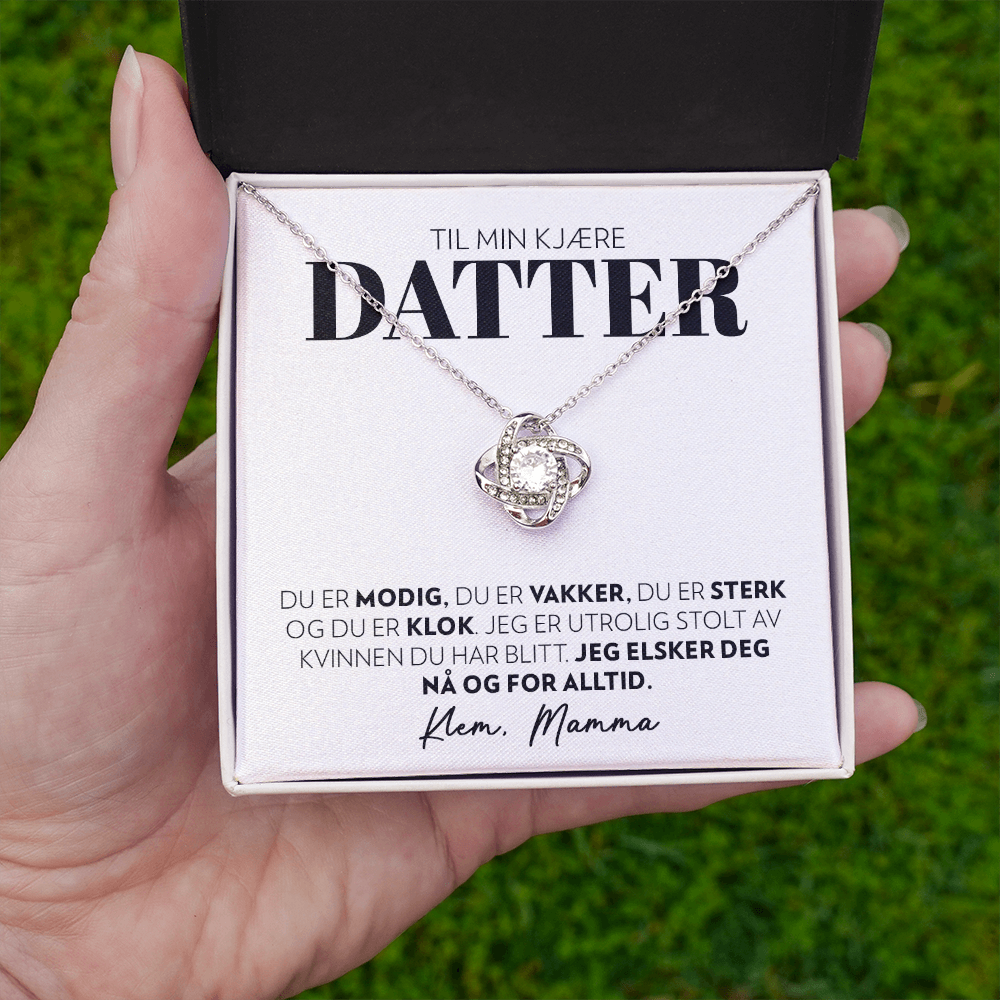 TIL MIN KJÆRE
DATTER
DU ER MODIG, DU ER VAKKER, DU ER STERK
OG DU ER KLOK. JEG ER UTROLIG STOLT AV
KVINNEN DU HAR BLITT. JEG ELSKER DEG
NÅ OG FOR ALLTID.
Klem, Mamma